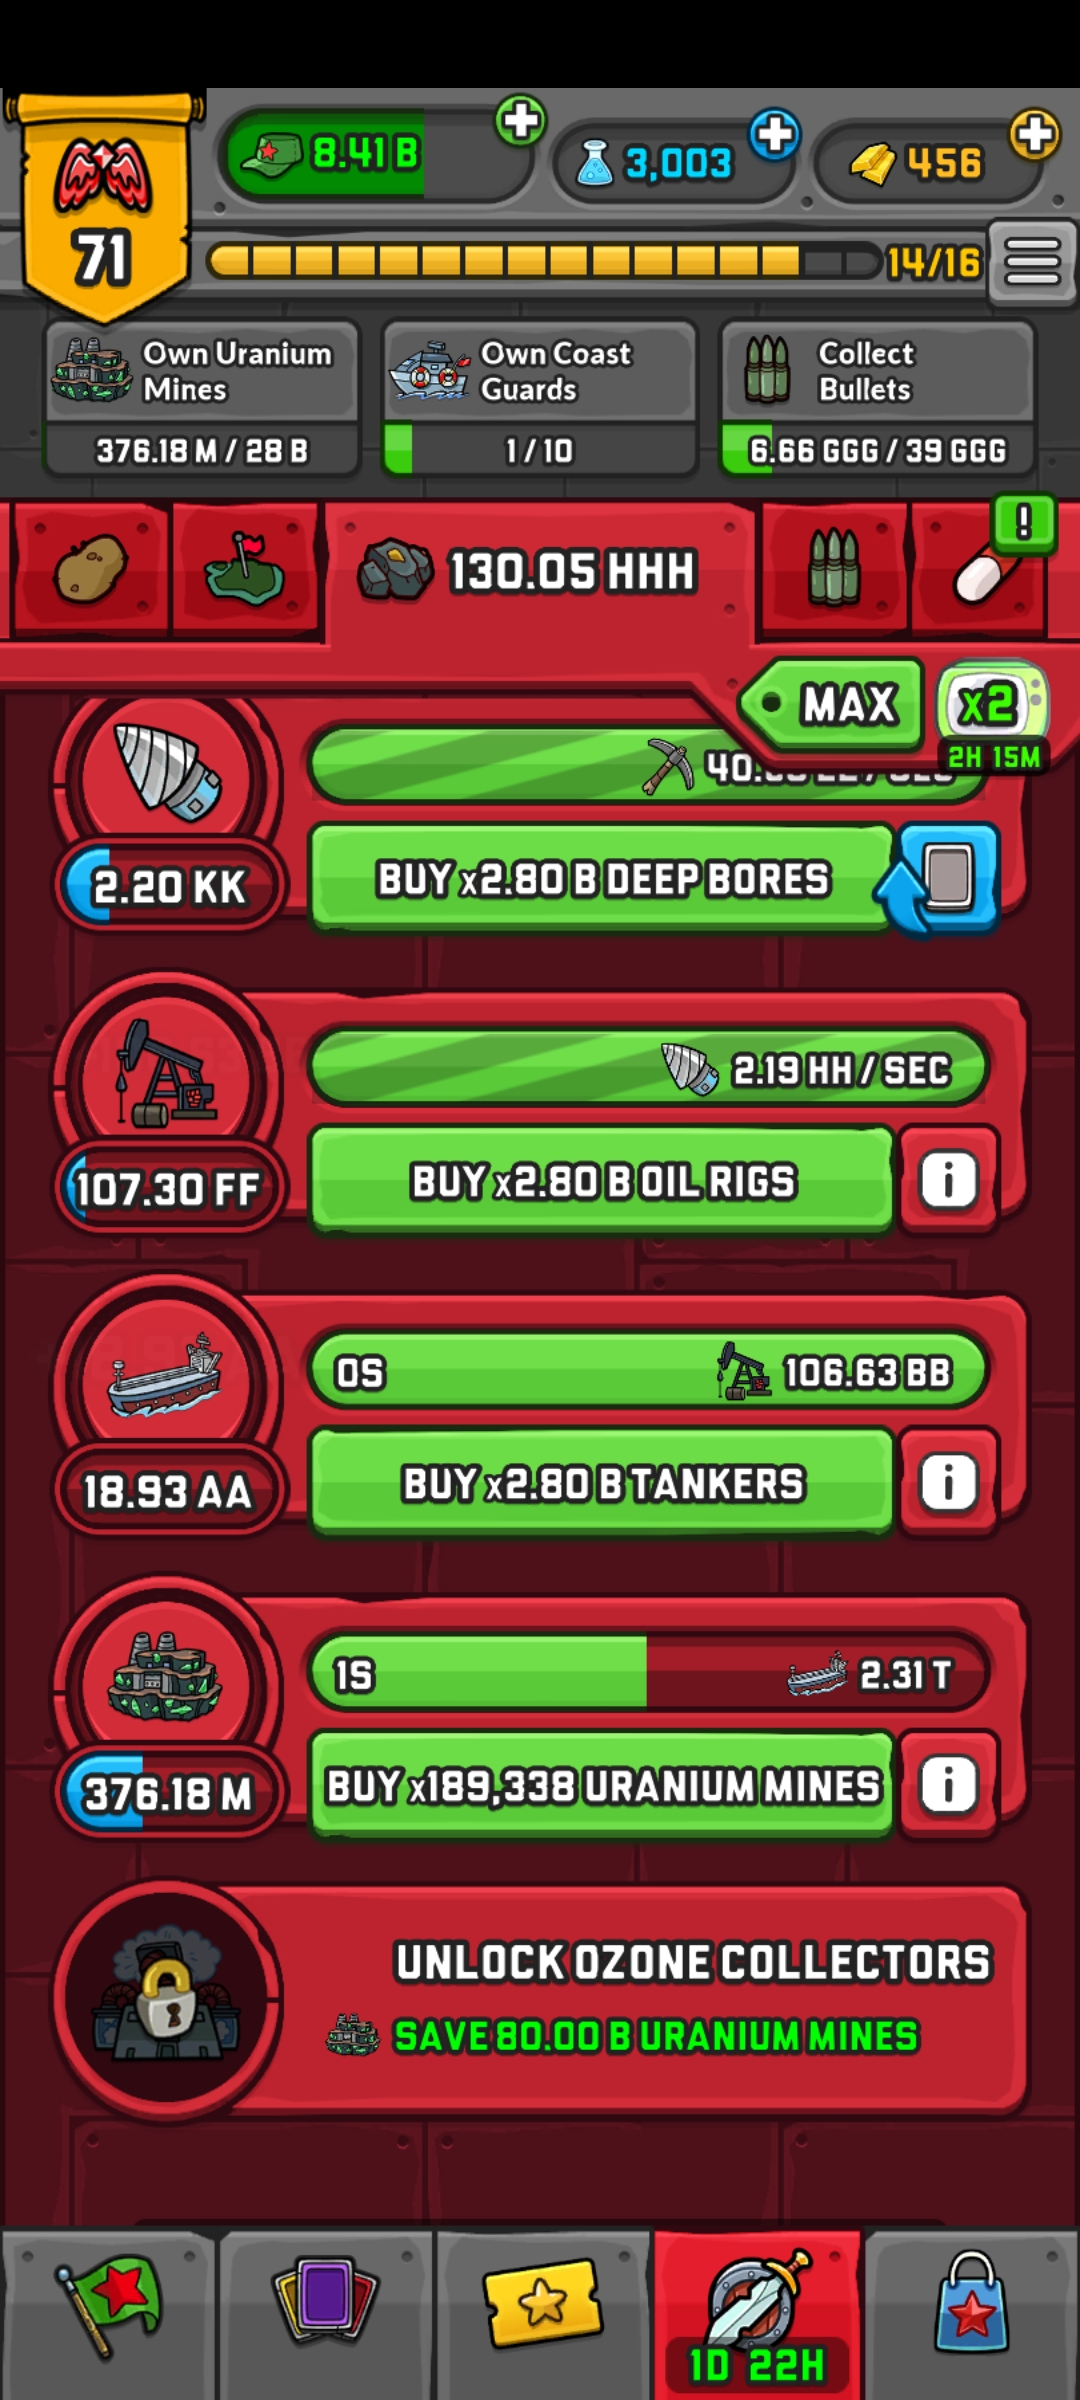 8.41 B
3,003
456
71
14/16
Own Uranium
Mines
376.18 M / 28 B
Own Coast
Guards
1 / 10
Collect
Bullets
6.66 GGG / 39 GGG
!
130.05 HHH
MAX
x2
2H 15M
2.20 KK
BUY x2.80 B DEEP BORES
2.19 HH / SEC
107.30 FF
BUY x2.80 B OIL RIGS
i
0S
106.63 BB
18.93 AA
BUY x2.80 B TANKERS
i
1S
2.31 T
376.18 M
BUY x189,338 URANIUM MINES
i
UNLOCK OZONE COLLECTORS
SAVE 80.00 B URANIUM MINES
1D 22H